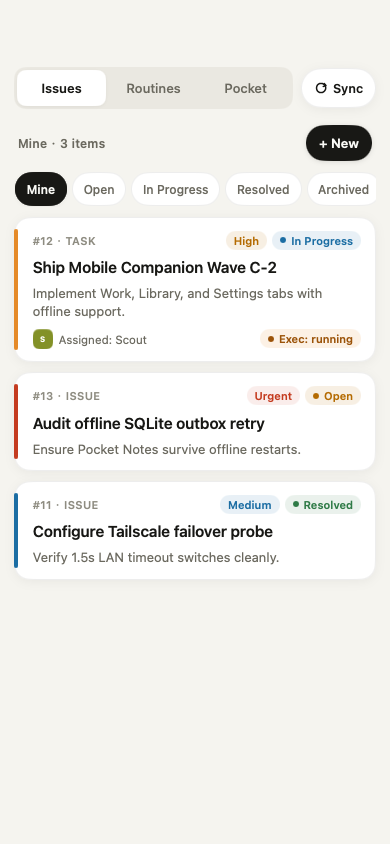 Issues
Routines
Pocket
Sync
Mine · 3 items
+ New
Mine
Open
In Progress
Resolved
Archived
#12 · TASK
High
In Progress
Ship Mobile Companion Wave C-2
Implement Work, Library, and Settings tabs with
offline support.
S
Assigned: Scout
Exec: running
#13 · ISSUE
Urgent
Open
Audit offline SQLite outbox retry
Ensure Pocket Notes survive offline restarts.
#11 · ISSUE
Medium
Resolved
Configure Tailscale failover probe
Verify 1.5s LAN timeout switches cleanly.